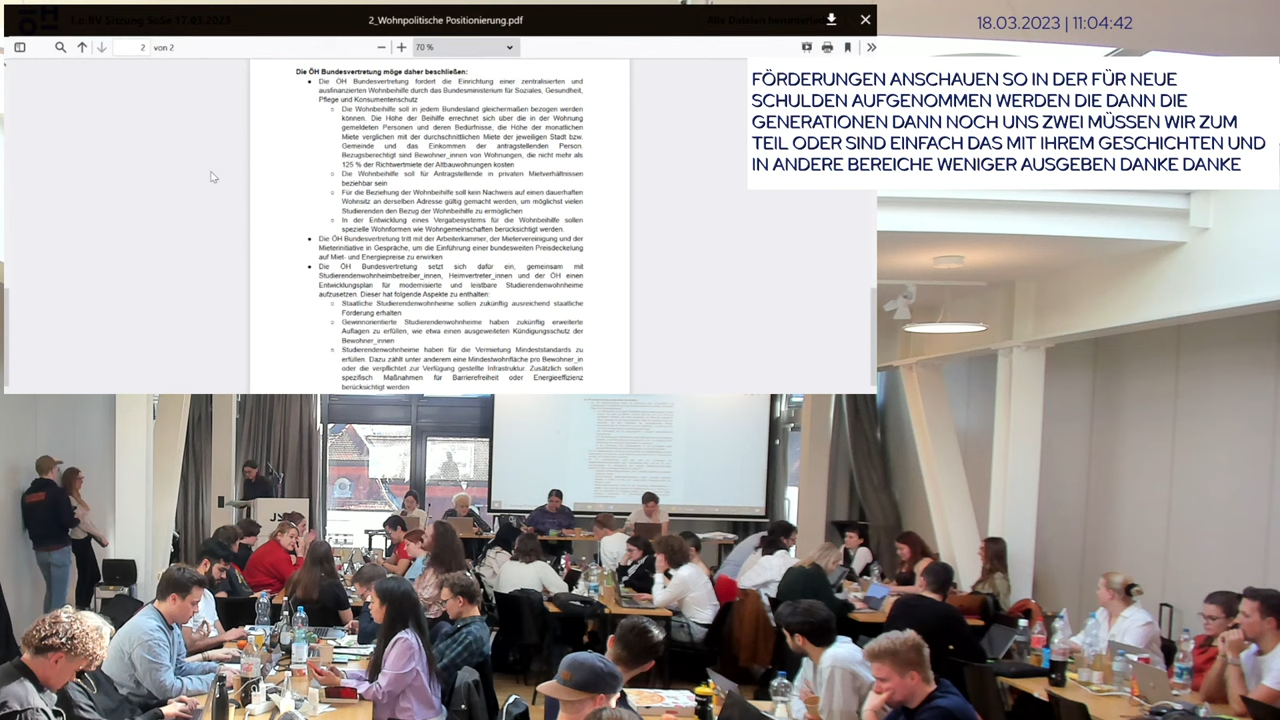 1.o.BV Sitzung SoSe 17.03.2023
Alle Dateien herunterladen
2_Wohnpolitische Positionierung.pdf
18.03.2023 | 11:04:42
2 von 2
70 %
Die ÖH Bundesvertretung möge daher beschließen:
Die ÖH Bundesvertretung fordert die Einrichtung einer zentralisierten und
ausfinanzierten Wohnbeihilfe durch das Bundesministerium für Soziales, Gesundheit,
Pflege und Konsumentenschutz
Die Wohnbeihilfe soll in jedem Bundesland gleichermaßen bezogen werden
können. Die Höhe der Beihilfe errechnet sich über die in der Wohnung
gemeldeten Personen und deren Bedürfnisse, die Höhe der monatlichen
Miete verglichen mit der durchschnittlichen Miete der jeweiligen Stadt bzw.
Gemeinde und das Einkommen der antragstellenden Person.
Bezugsberechtigt sind Bewohner_innen von Wohnungen, die nicht mehr als
125 % der Richtwertmiete der Altbauwohnungen kosten
Die Wohnbeihilfe soll für Antragstellende in privaten Mietverhältnissen
beziehbar sein
Für die Beziehung der Wohnbeihilfe soll kein Nachweis auf einen dauerhaften
Wohnsitz an derselben Adresse gültig gemacht werden, um möglichst vielen
Studierenden den Bezug der Wohnbeihilfe zu ermöglichen
In der Entwicklung eines Vergabesystems für die Wohnbeihilfe sollen
spezielle Wohnformen wie Wohngemeinschaften berücksichtigt werden.
Die ÖH Bundesvertretung tritt mit der Arbeiterkammer, der Mietervereinigung und der
Mieterinitiative in Gespräche, um die Einführung einer bundesweiten Preisdeckelung
auf Miet- und Energiepreise zu erwirken
Die ÖH Bundesvertretung setzt sich dafür ein, gemeinsam mit
Studierendenwohnheimbetreiber_innen, Heimvertreter_innen und der ÖH einen
Entwicklungsplan für modernisierte und leistbare Studierendenwohnheime
aufzusetzen. Dieser hat folgende Aspekte zu enthalten:
Staatliche Studierendenwohnheime sollen zukünftig ausreichend staatliche
Förderung erhalten
Gewinnorientierte Studierendenwohnheime haben zukünftig erweiterte
Auflagen zu erfüllen, wie etwa einen ausgeweiteten Kündigungsschutz der
Bewohner_innen
Studierendenwohnheime haben für die Vermietung Mindeststandards zu
erfüllen. Dazu zählt unter anderem eine Mindestwohnfläche pro Bewohner_in
oder die verpflichtet zur Verfügung gestellte Infrastruktur. Zusätzlich sollen
spezifisch Maßnahmen für Barrierefreiheit oder Energieeffizienz
berücksichtigt werden
FÖRDERUNGEN ANSCHAUEN SO IN DER FÜR NEUE
SCHULDEN AUFGENOMMEN WERDEN DIE DANN DIE
GENERATIONEN DANN NOCH UNS ZWEI MÜSSEN WIR ZUM
TEIL ODER SIND EINFACH DAS MIT IHREM GESCHICHTEN UND
IN ANDERE BEREICHE WENIGER AUSGEBEN DANKE DANKE